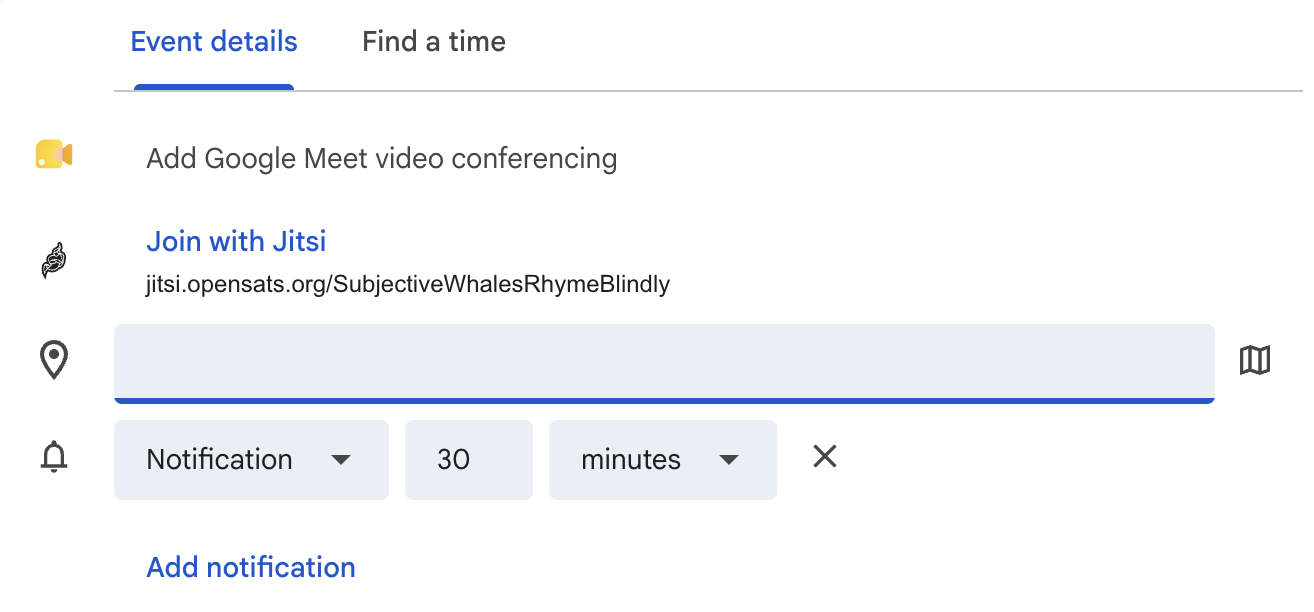 Event details Find a time
Add Google Meet video conferencing
Join with Jitsi
jitsi.opensats.org/SubjectiveWhalesRhymeBlindly
Notification 30 minutes
Add notification